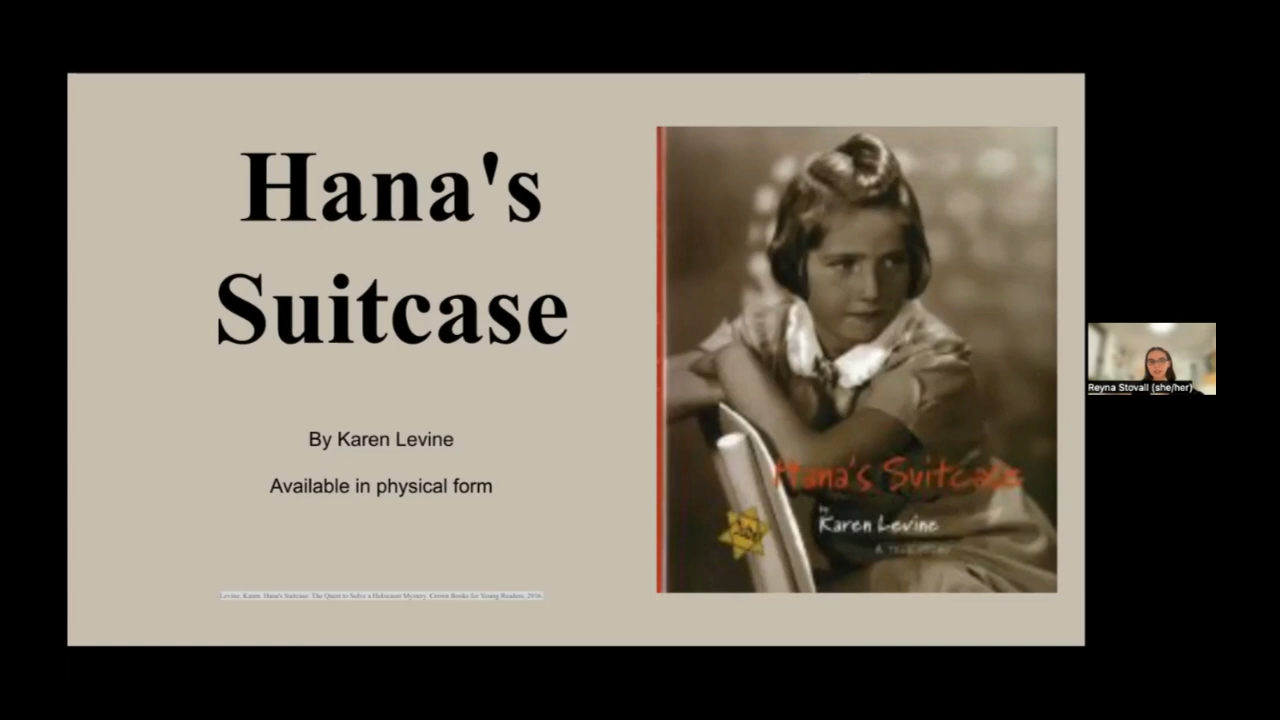 Hana's
Suitcase
By Karen Levine
Available in physical form
Levine, Karen. Hana's Suitcase: The Quest to Solve a Holocaust Mystery. Crown Books for Young Readers, 2016.
Hana's Suitcase
by
Karen Levine
Reyna Stovall (she/her)